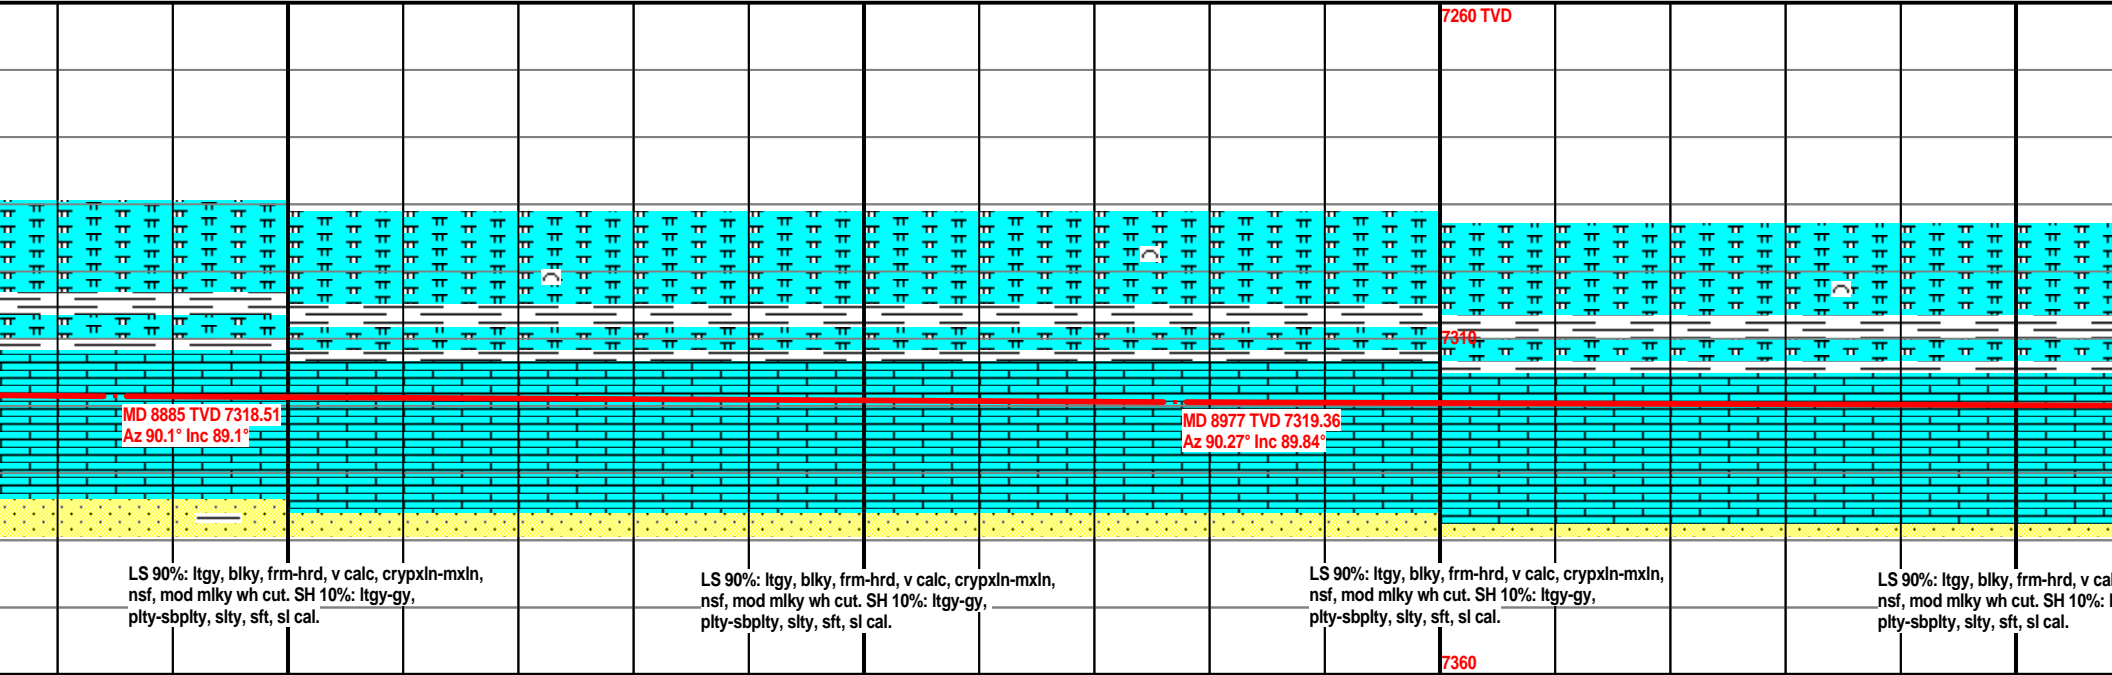 7260 TVD
7310
MD 8885 TVD 7318.51
Az 90.1° Inc 89.1°
MD 8977 TVD 7319.36
Az 90.27° Inc 89.84°
LS 90%: ltgy, blky, frm-hrd, v calc, crypxln-mxln,
nsf, mod mlky wh cut. SH 10%: ltgy-gy,
plty-sbplty, slty, sft, sl cal.
LS 90%: ltgy, blky, frm-hrd, v calc, crypxln-mxln,
nsf, mod mlky wh cut. SH 10%: ltgy-gy,
plty-sbplty, slty, sft, sl cal.
LS 90%: ltgy, blky, frm-hrd, v calc, crypxln-mxln,
nsf, mod mlky wh cut. SH 10%: ltgy-gy,
plty-sbplty, slty, sft, sl cal.
LS 90%: ltgy, blky, frm-hrd, v cal
nsf, mod mlky wh cut. SH 10%: l
plty-sbplty, slty, sft, sl cal.
7360